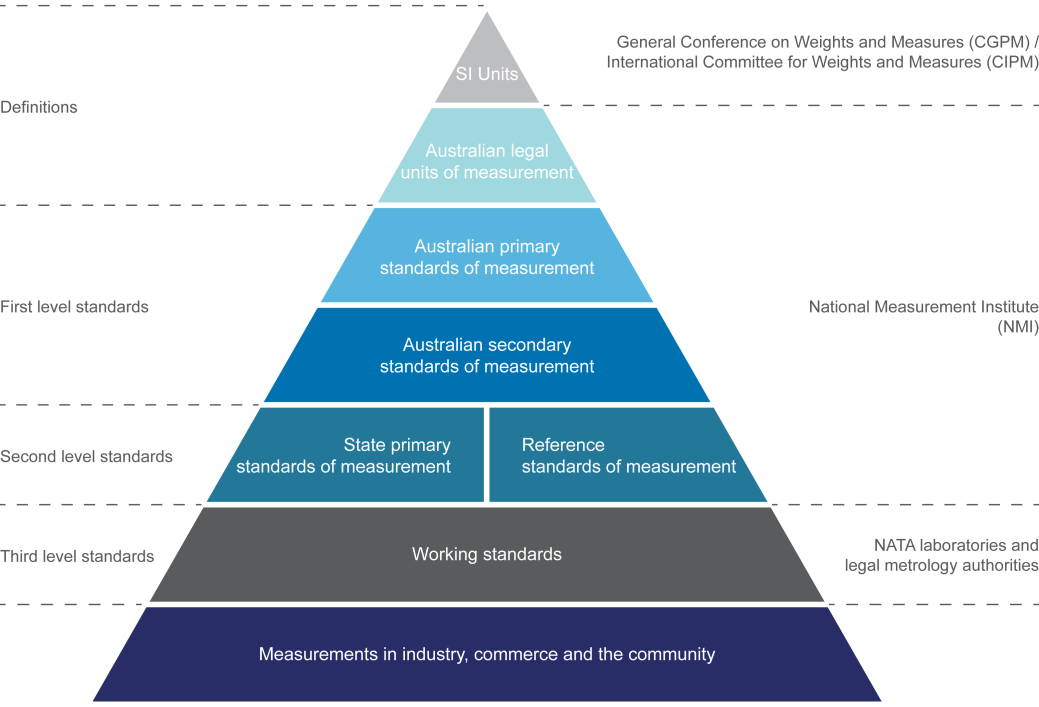 General Conference on Weights and Measures (CGPM) /
International Committee for Weights and Measures (CIPM)
SI Units
Definitions
Australian legal
units of measurement
Australian primary
standards of measurement
First level standards
National Measurement Institute
(NMI)
Australian secondary
standards of measurement
Second level standards
State primary
standards of measurement
Reference
standards of measurement
Third level standards
Working standards
NATA laboratories and
legal metrology authorities
Measurements in industry, commerce and the community